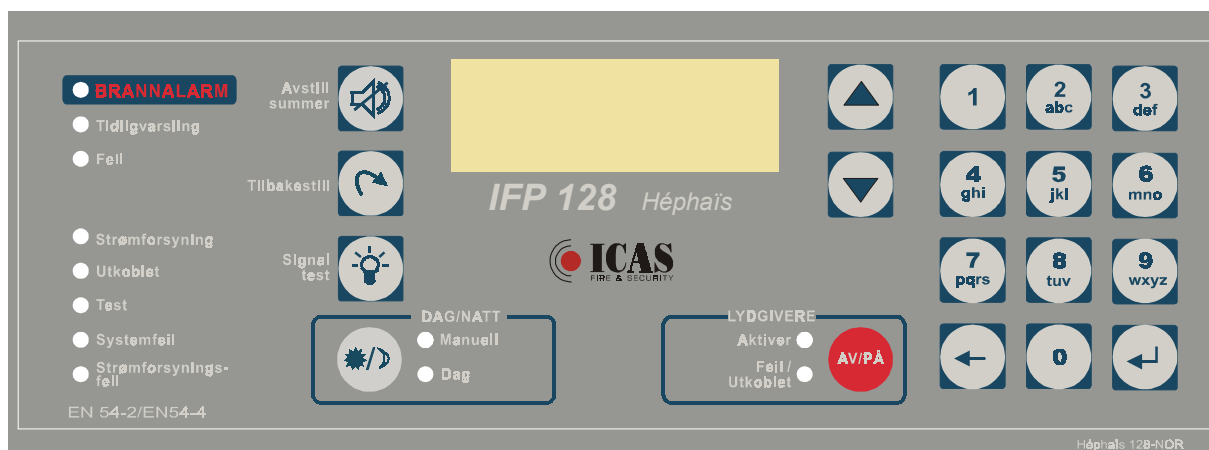 BRANNALARM
Tidligvarsling
Feil
Strømforsyning
Utkoblet
Test
Systemfeil
Strømforsynings-
feil
EN 54-2/EN54-4
Avstill
summer
Tilbakestill
Signal
test
IFP 128 Héphaïs
ICAS
FIRE & SECURITY
DAG/NATT
Manuell
Dag
LYDGIVERE
Aktiver
Feil /
Utkoblet
AV/PÅ
1
2
abc
3
def
4
ghi
5
jkl
6
mno
7
pqrs
8
tuv
9
wxyz
0
Héphaïs 128-NOR